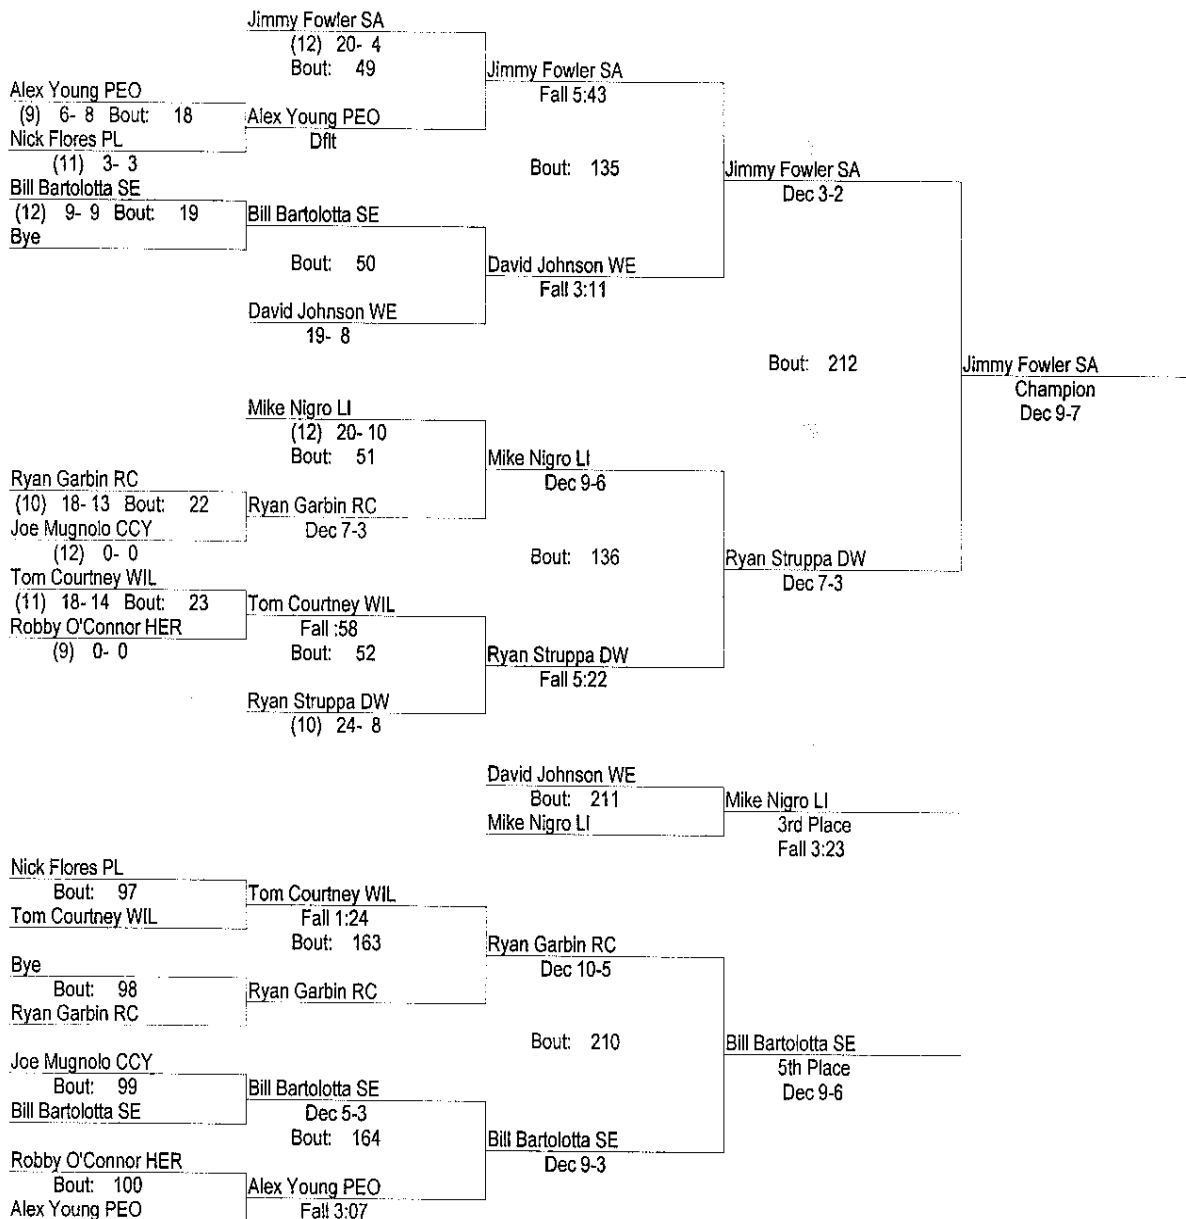 Jimmy Fowler SA
(12) 20- 4
Bout: 49
Jimmy Fowler SA
Fall 5:43
Alex Young PEO
(9) 6- 8 Bout: 18
Alex Young PEO
Dflt
Nick Flores PL
(11) 3- 3
Bout: 135
Jimmy Fowler SA
Dec 3-2
Bill Bartolotta SE
(12) 9- 9 Bout: 19
Bill Bartolotta SE
Bye
Bout: 50
David Johnson WE
Fall 3:11
David Johnson WE
19- 8
Bout: 212
Jimmy Fowler SA
Champion
Dec 9-7
Mike Nigro LI
(12) 20- 10
Bout: 51
Mike Nigro LI
Dec 9-6
Ryan Garbin RC
(10) 18- 13 Bout: 22
Ryan Garbin RC
Dec 7-3
Joe Mugnolo CCY
(12) 0- 0
Bout: 136
Ryan Struppa DW
Dec 7-3
Tom Courtney WIL
(11) 18- 14 Bout: 23
Tom Courtney WIL
Fall :58
Robby O'Connor HER
(9) 0- 0
Bout: 52
Ryan Struppa DW
Fall 5:22
Ryan Struppa DW
(10) 24- 8
David Johnson WE
Bout: 211
Mike Nigro LI
Mike Nigro LI
3rd Place
Fall 3:23
Nick Flores PL
Bout: 97
Tom Courtney WIL
Tom Courtney WIL
Fall 1:24
Bout: 163
Ryan Garbin RC
Dec 10-5
Bye
Bout: 98
Ryan Garbin RC
Ryan Garbin RC
Bout: 210
Bill Bartolotta SE
5th Place
Dec 9-6
Joe Mugnolo CCY
Bout: 99
Bill Bartolotta SE
Bill Bartolotta SE
Dec 5-3
Bout: 164
Bill Bartolotta SE
Dec 9-3
Robby O'Connor HER
Bout: 100
Alex Young PEO
Alex Young PEO
Fall 3:07